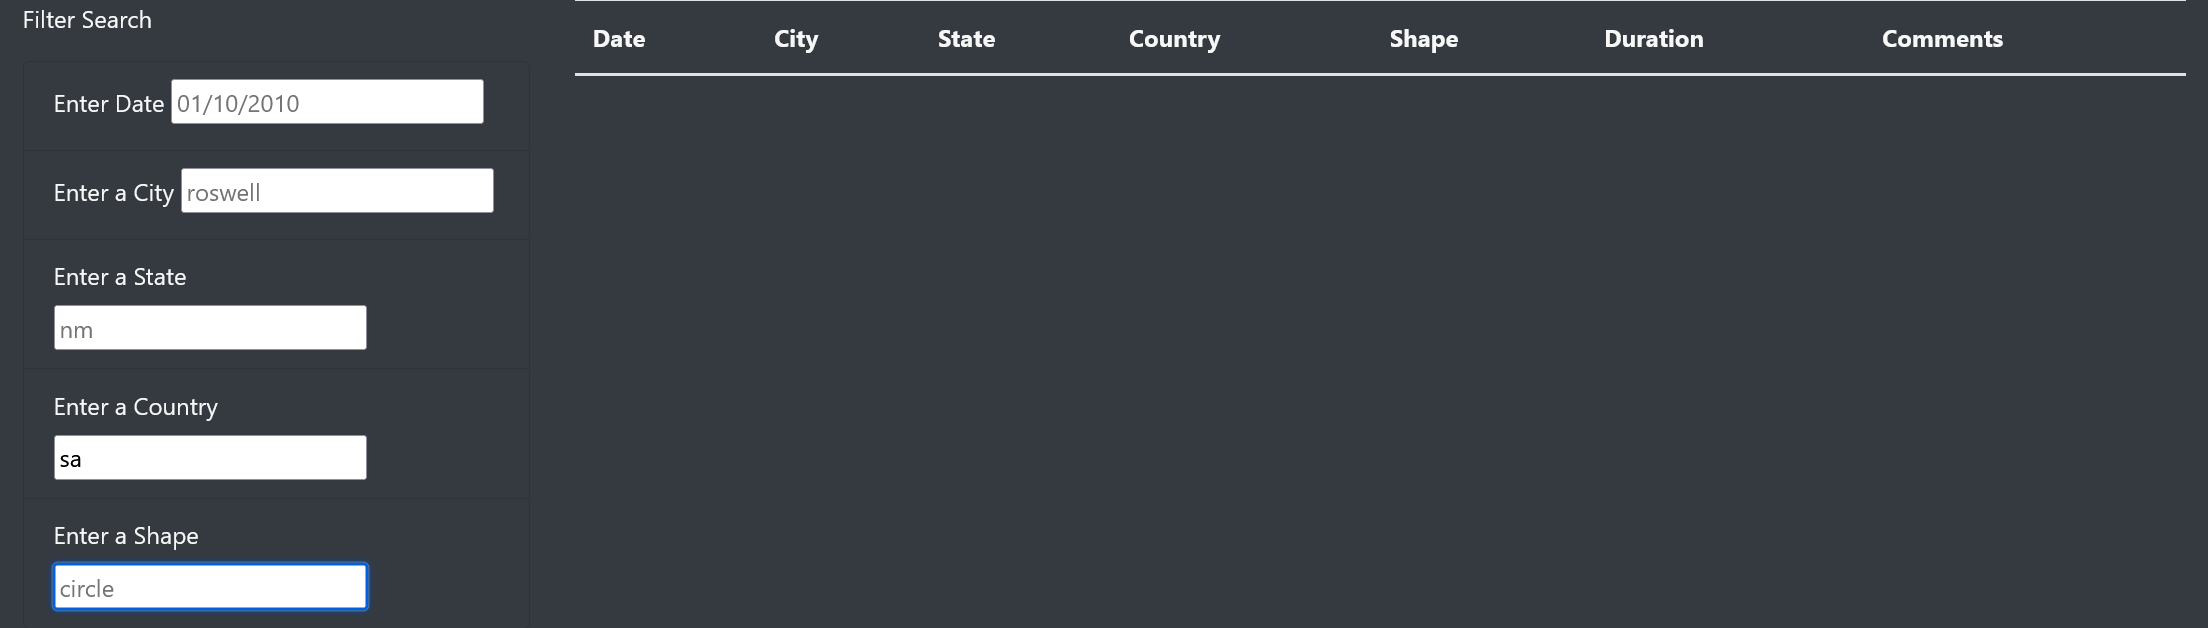 Filter Search
Enter Date 01/10/2010
Enter a City roswell
Enter a State
nm
Enter a Country
sa
Enter a Shape
circle
Date City State Country Shape Duration Comments